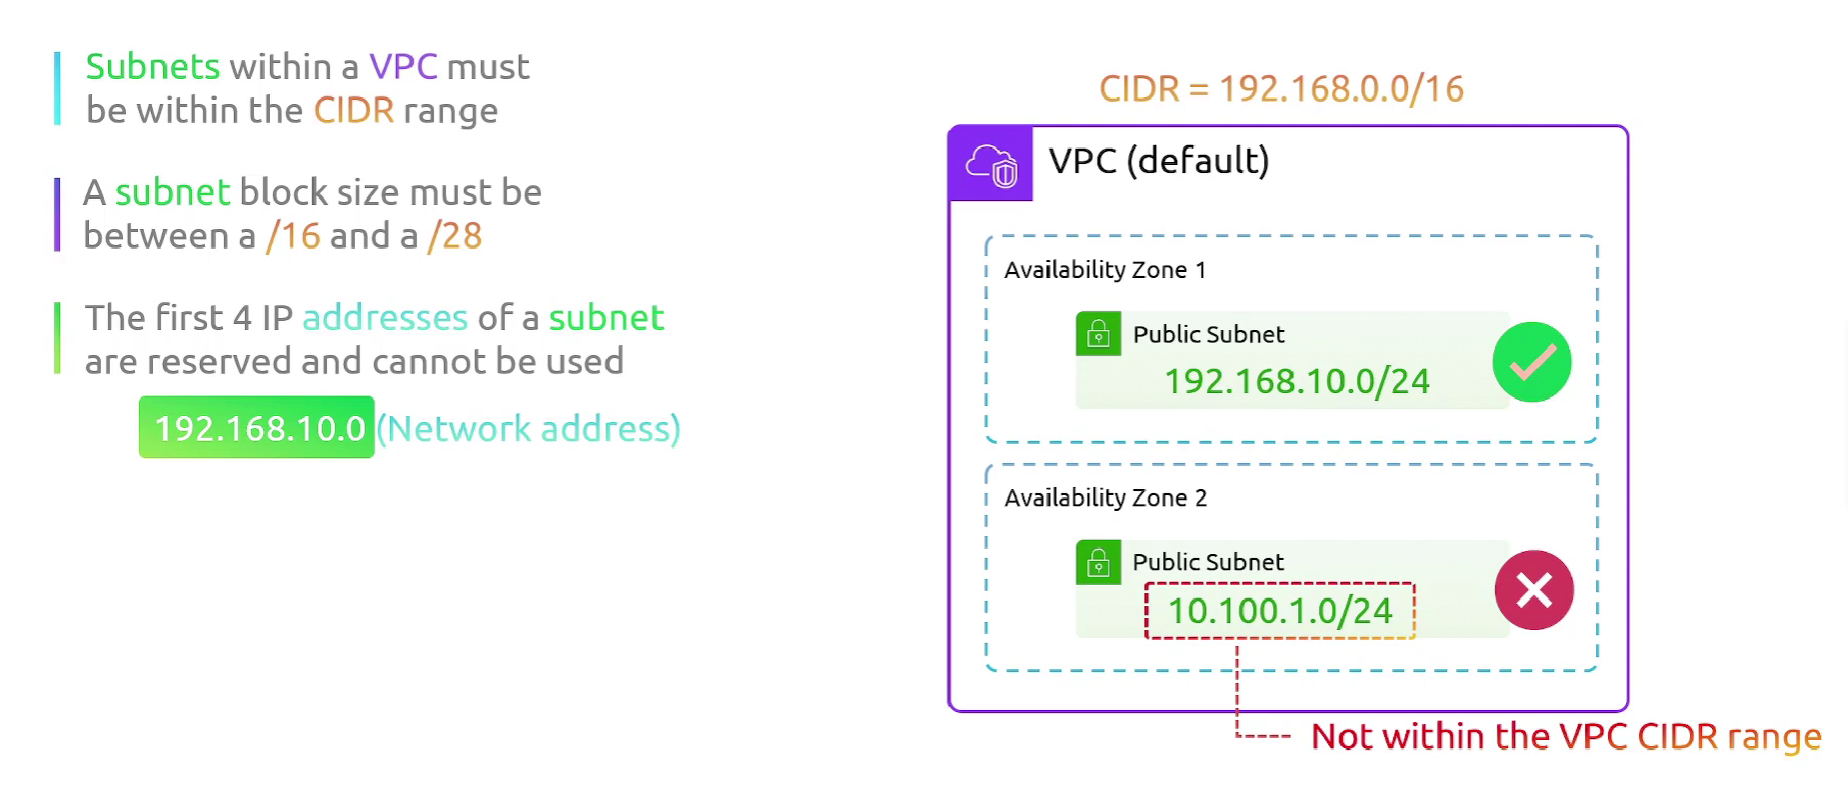 Subnets within a VPC must
be within the CIDR range
A subnet block size must be
between a /16 and a /28
The first 4 IP addresses of a subnet
are reserved and cannot be used
192.168.10.0 (Network address)
CIDR = 192.168.0.0/16
VPC (default)
Availability Zone 1
Public Subnet
192.168.10.0/24
Availability Zone 2
Public Subnet
10.100.1.0/24
Not within the VPC CIDR range